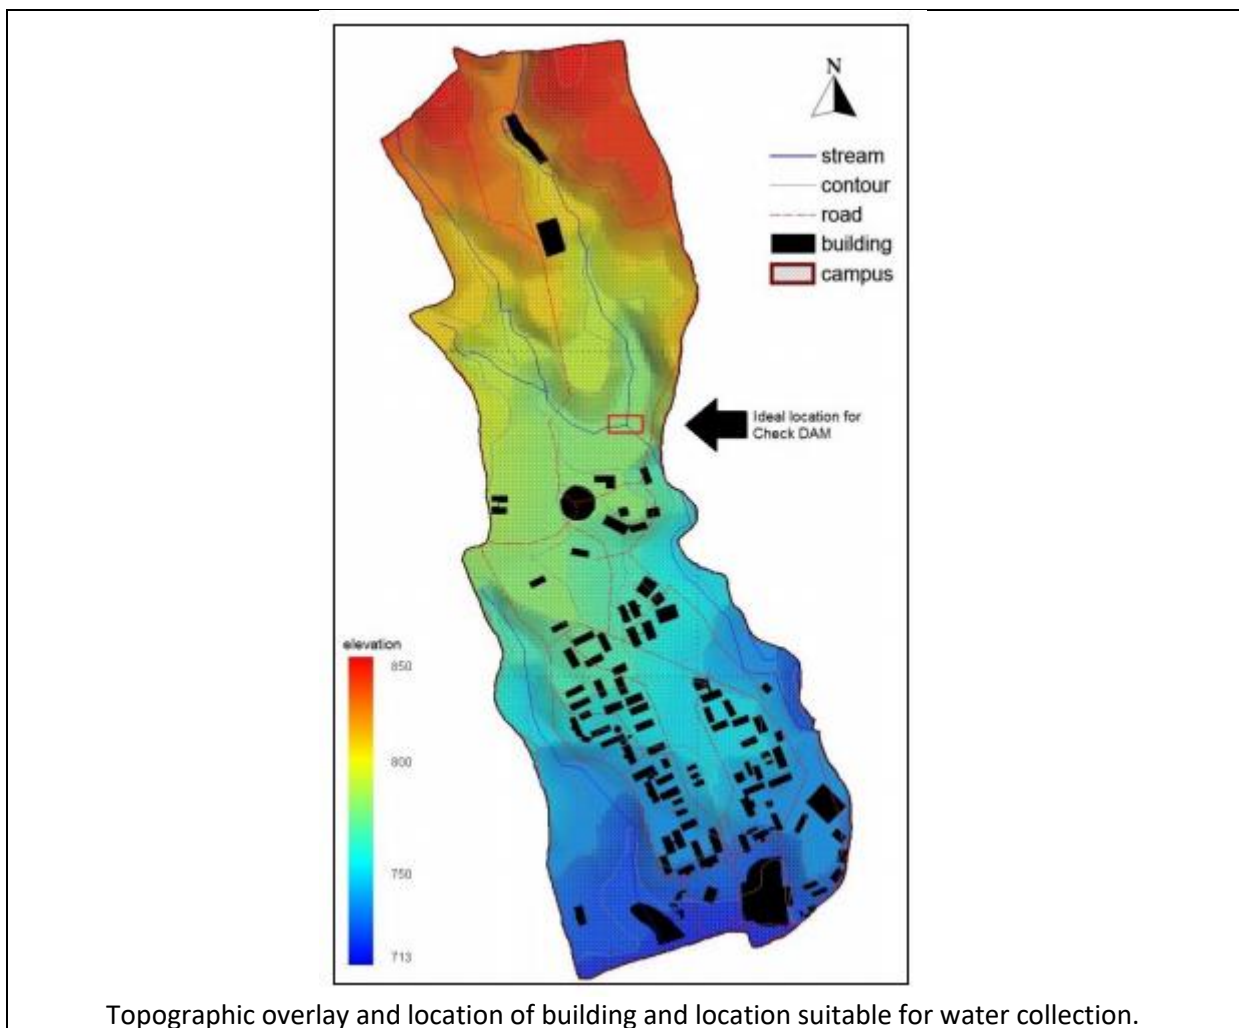 N
stream
contour
road
building
campus
Ideal location for
Check DAM
elevation
850
800
750
713
Topographic overlay and location of building and location suitable for water collection.